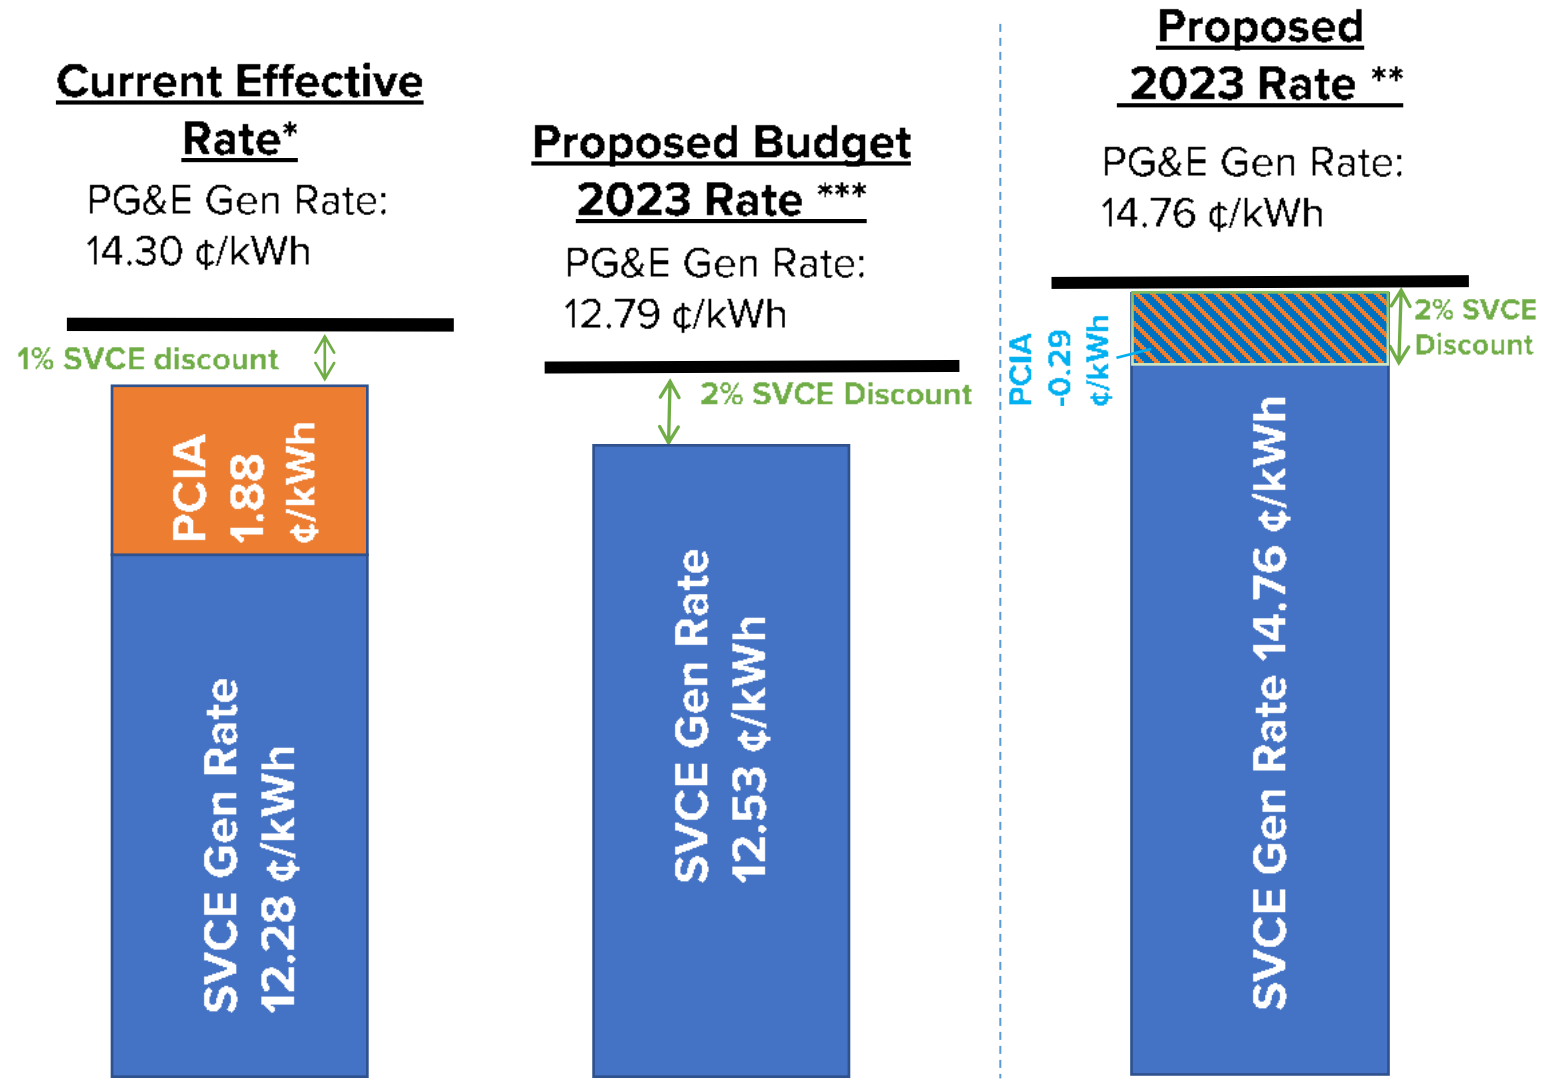 Current Effective
Rate*
PG&E Gen Rate:
14.30 ¢/kWh
1% SVCE discount
PCIA
1.88
¢/kWh
SVCE Gen Rate
12.28 ¢/kWh
Proposed Budget
2023 Rate ***
PG&E Gen Rate:
12.79 ¢/kWh
2% SVCE Discount
SVCE Gen Rate
12.53 ¢/kWh
Proposed
2023 Rate **
PG&E Gen Rate:
14.76 ¢/kWh
PCIA
-0.29
¢/kWh
2% SVCE
Discount
SVCE Gen Rate 14.76 ¢/kWh